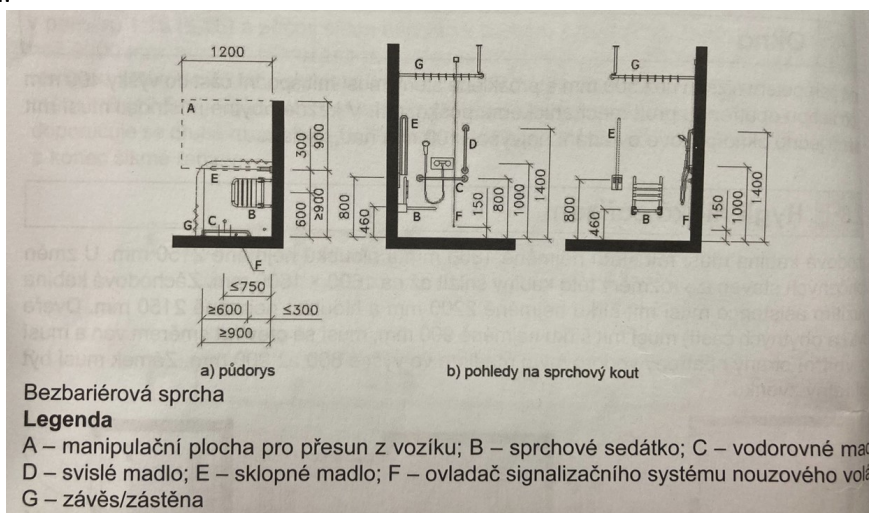 1200
A
E
B
C
G
F
300
900
600
≥900
≤750
≥600
≤300
≥900
a) půdorys
G
E
D
C
B
F
800
460
150
800
1000
1400
G
E
B
F
800
460
150
1000
1400
b) pohledy na sprchový kout
Bezbariérová sprcha
Legenda
A – manipulační plocha pro přesun z vozíku; B – sprchové sedátko; C – vodorovné
D – svislé madlo; E – sklopné madlo; F – ovladač signalizačního systému nouzového
G – závěs/zástěna